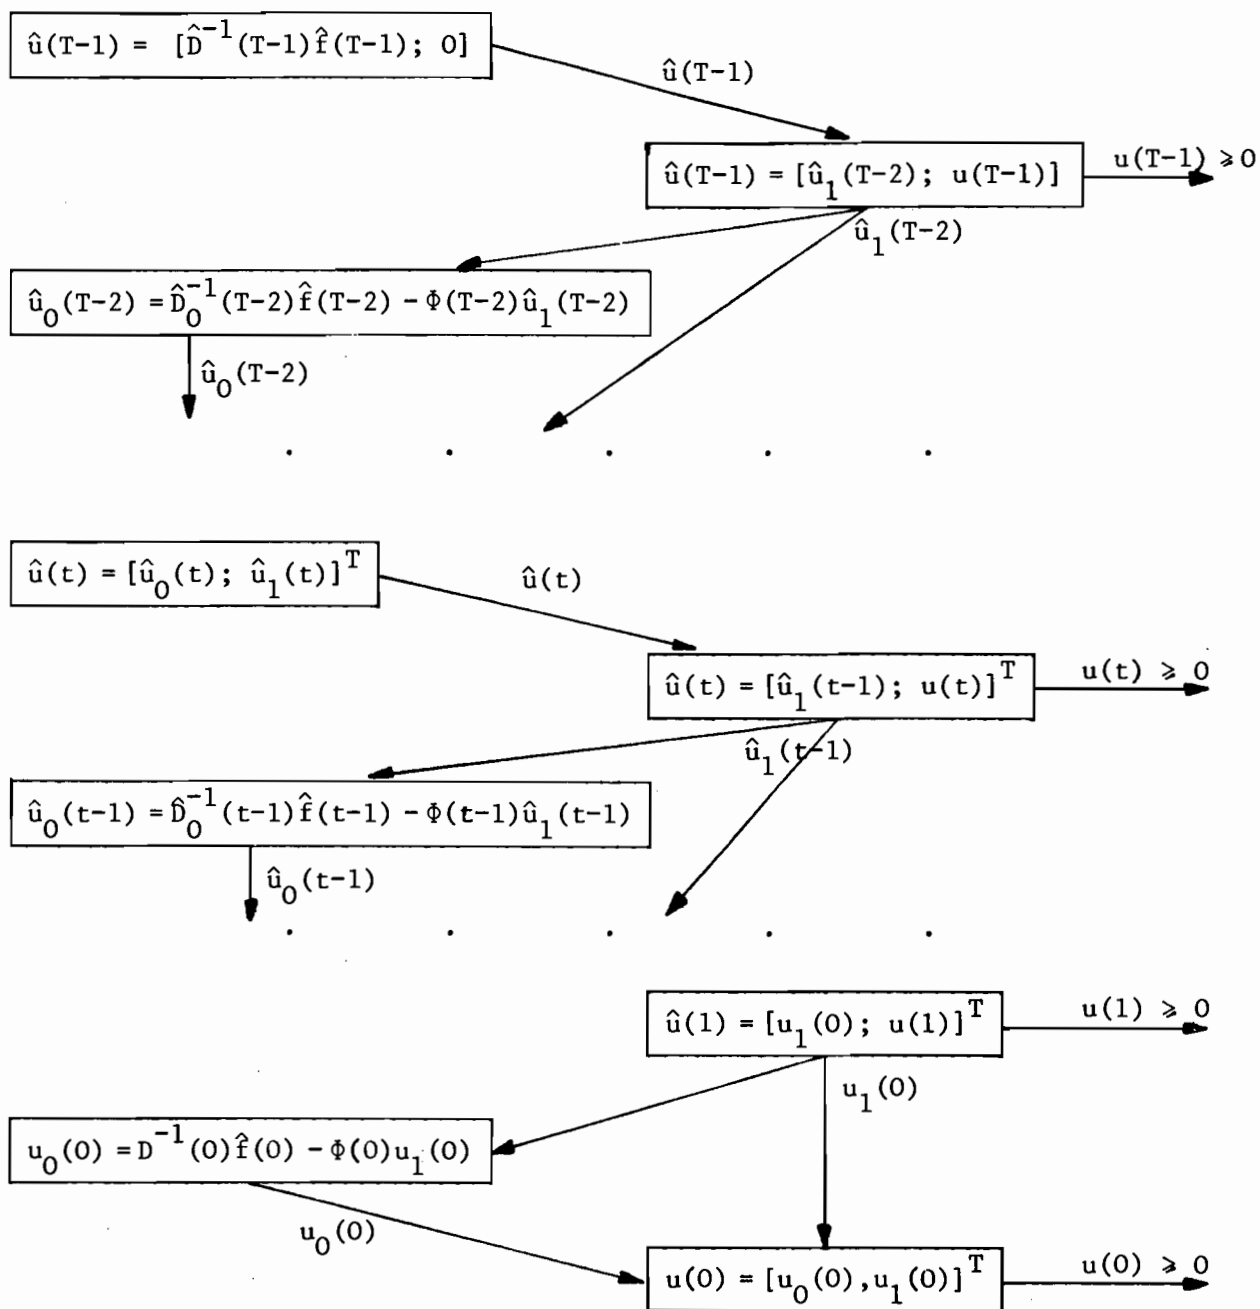 û(T-1) = [D̂⁻¹(T-1)f̂(T-1); 0]
û(T-1)
û(T-1) = [û₁(T-2); u(T-1)]
u(T-1) ⩾ 0
û₁(T-2)
û₀(T-2) = D̂₀⁻¹(T-2)f̂(T-2) - Φ(T-2)û₁(T-2)
û₀(T-2)
. . . . .
û(t) = [û₀(t); û₁(t)]ᵀ
û(t)
û(t) = [û₁(t-1); u(t)]ᵀ
u(t) ⩾ 0
û₁(t-1)
û₀(t-1) = D̂₀⁻¹(t-1)f̂(t-1) - Φ(t-1)û₁(t-1)
û₀(t-1)
. . . . .
û(1) = [u₁(0); u(1)]ᵀ
u(1) ⩾ 0
u₁(0)
u₀(0) = D⁻¹(0)f̂(0) - Φ(0)u₁(0)
u₀(0)
u(0) = [u₀(0),u₁(0)]ᵀ
u(0) ⩾ 0